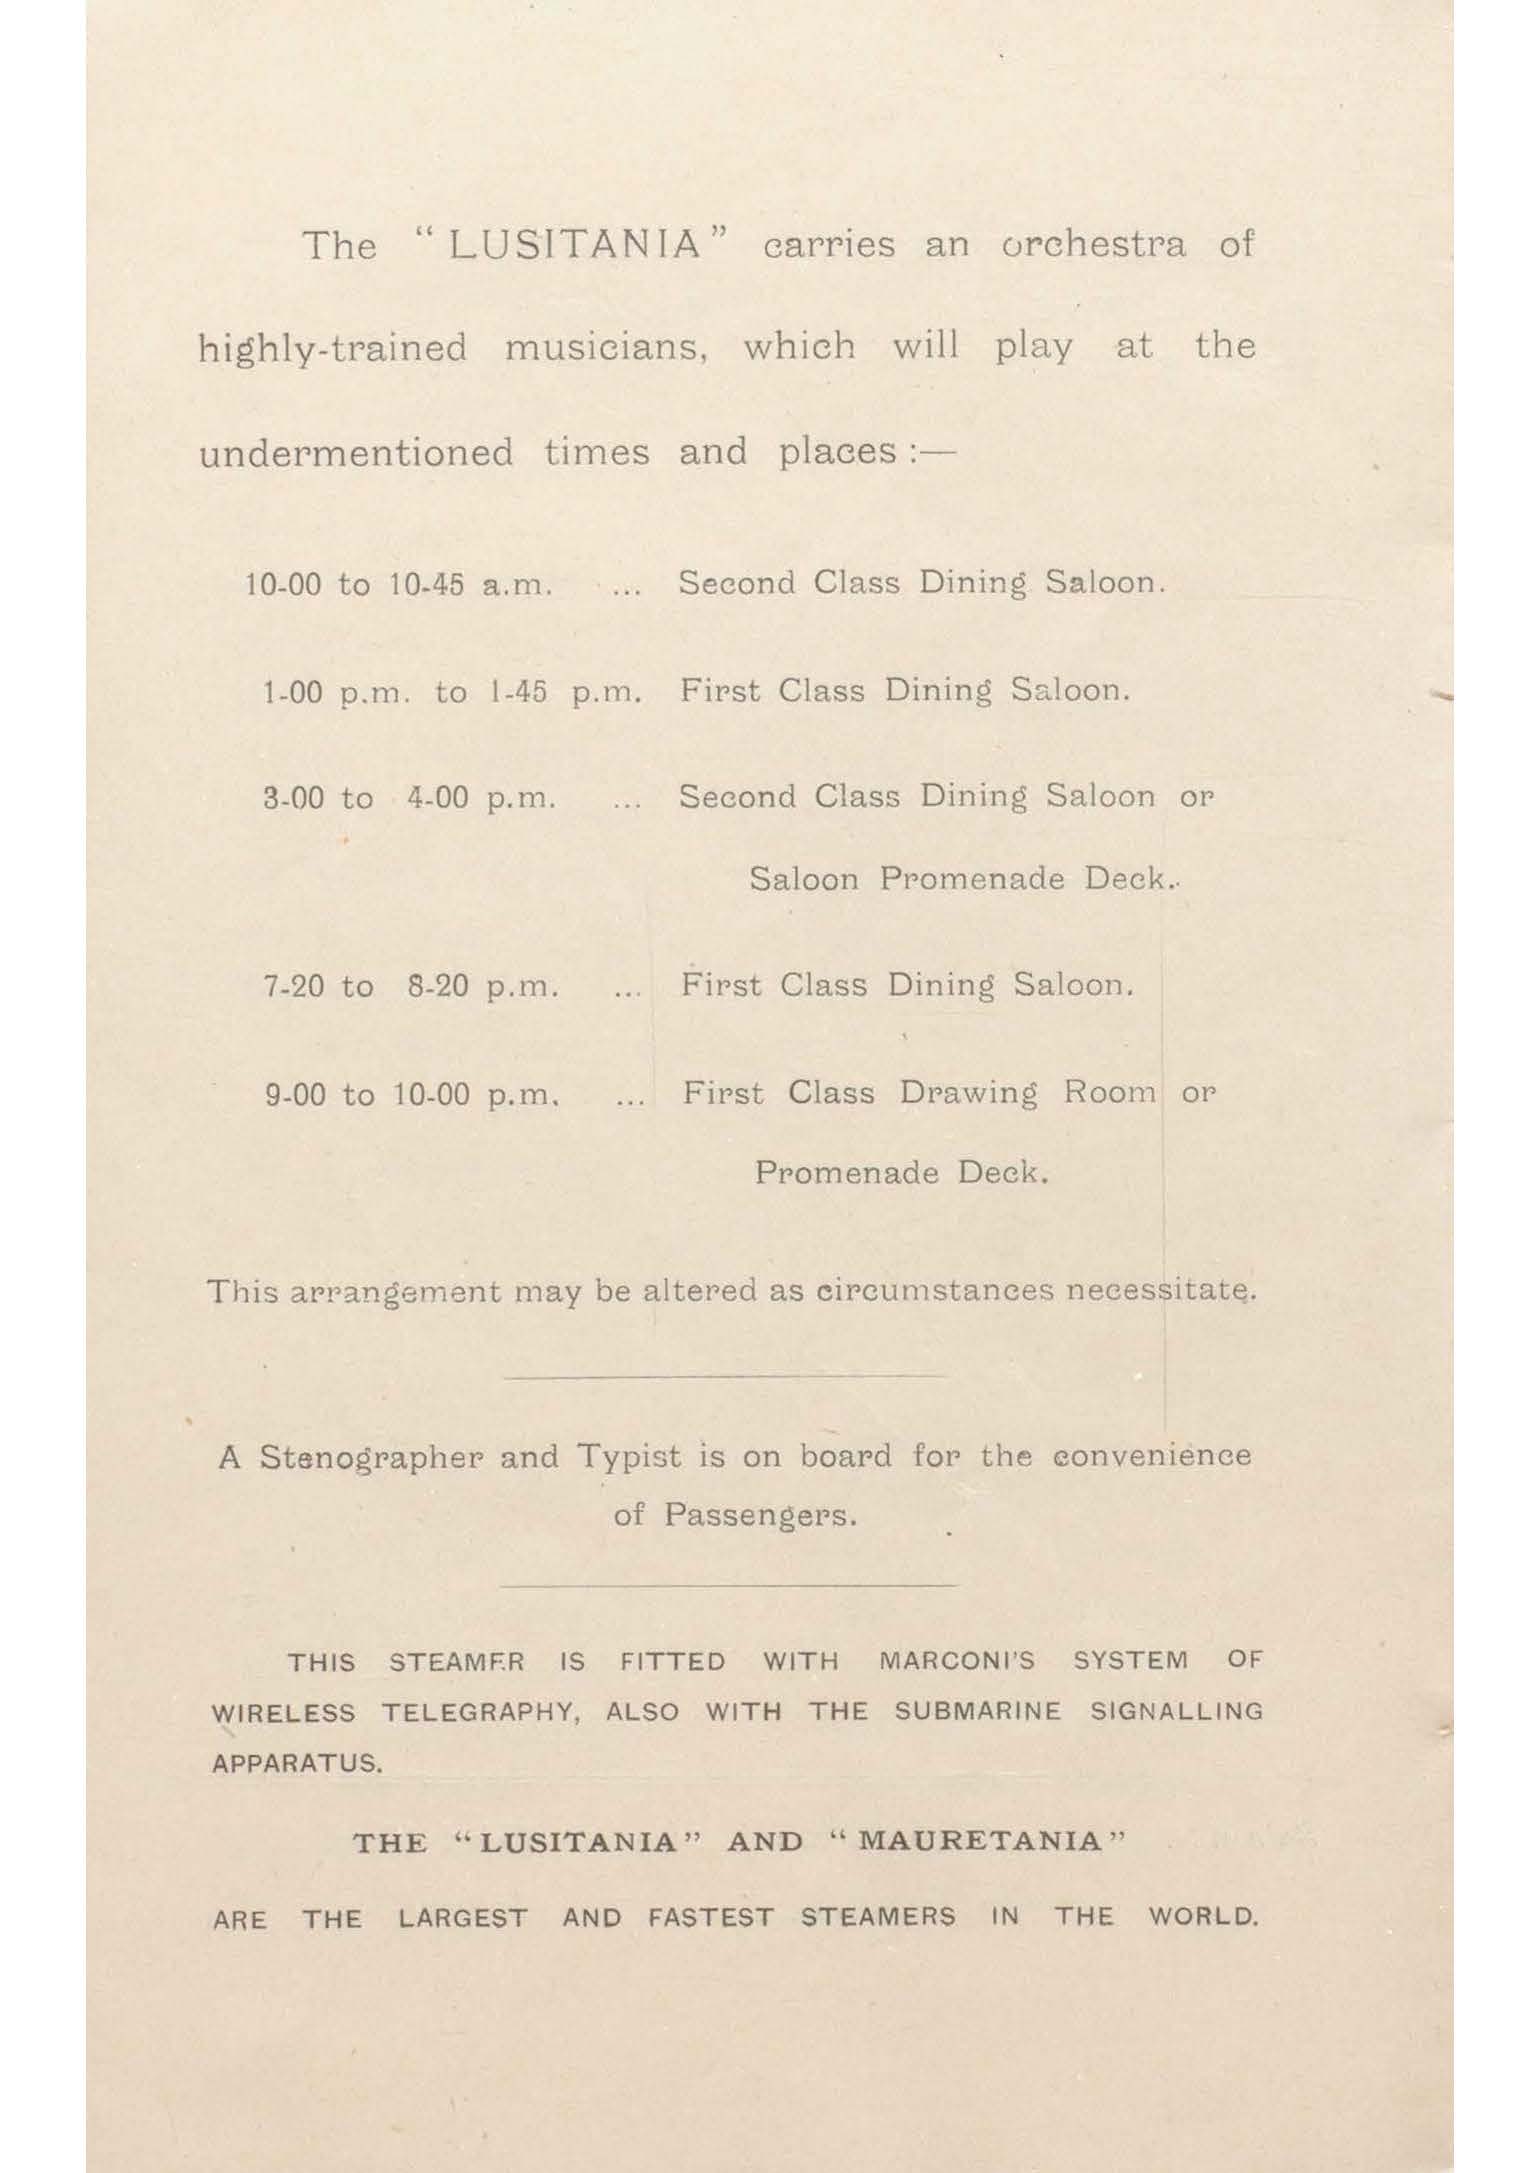 The “LUSITANIA” carries an orchestra of
highly-trained musicians, which will play at the
undermentioned times and places :—
10-00 to 10-45 a.m. ... Second Class Dining Saloon.
1-00 p.m. to 1-45 p.m. First Class Dining Saloon.
3-00 to 4-00 p.m. ... Second Class Dining Saloon or
Saloon Promenade Deck.
7-20 to 8-20 p.m. ... First Class Dining Saloon.
9-00 to 10-00 p.m. ... First Class Drawing Room or
Promenade Deck.
This arrangement may be altered as circumstances necessitate.
A Stenographer and Typist is on board for the convenience
of Passengers.
THIS STEAMER IS FITTED WITH MARCONI'S SYSTEM OF
WIRELESS TELEGRAPHY, ALSO WITH THE SUBMARINE SIGNALLING
APPARATUS.
THE “LUSITANIA” AND “MAURETANIA”
ARE THE LARGEST AND FASTEST STEAMERS IN THE WORLD.